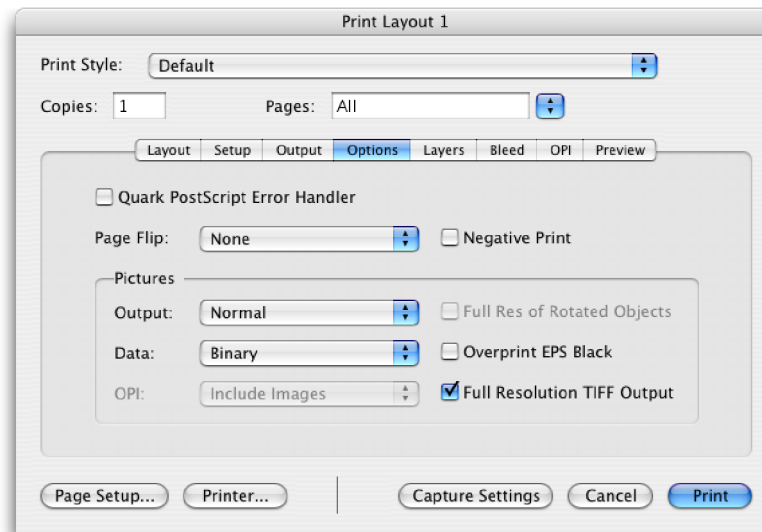 Print Layout 1
Print Style: Default
Copies: 1 Pages: All
Layout Setup Output Options Layers Bleed OPI Preview
Quark PostScript Error Handler
Page Flip: None Negative Print
Pictures
Output: Normal Full Res of Rotated Objects
Data: Binary Overprint EPS Black
OPI: Include Images Full Resolution TIFF Output
Page Setup... Printer... Capture Settings Cancel Print